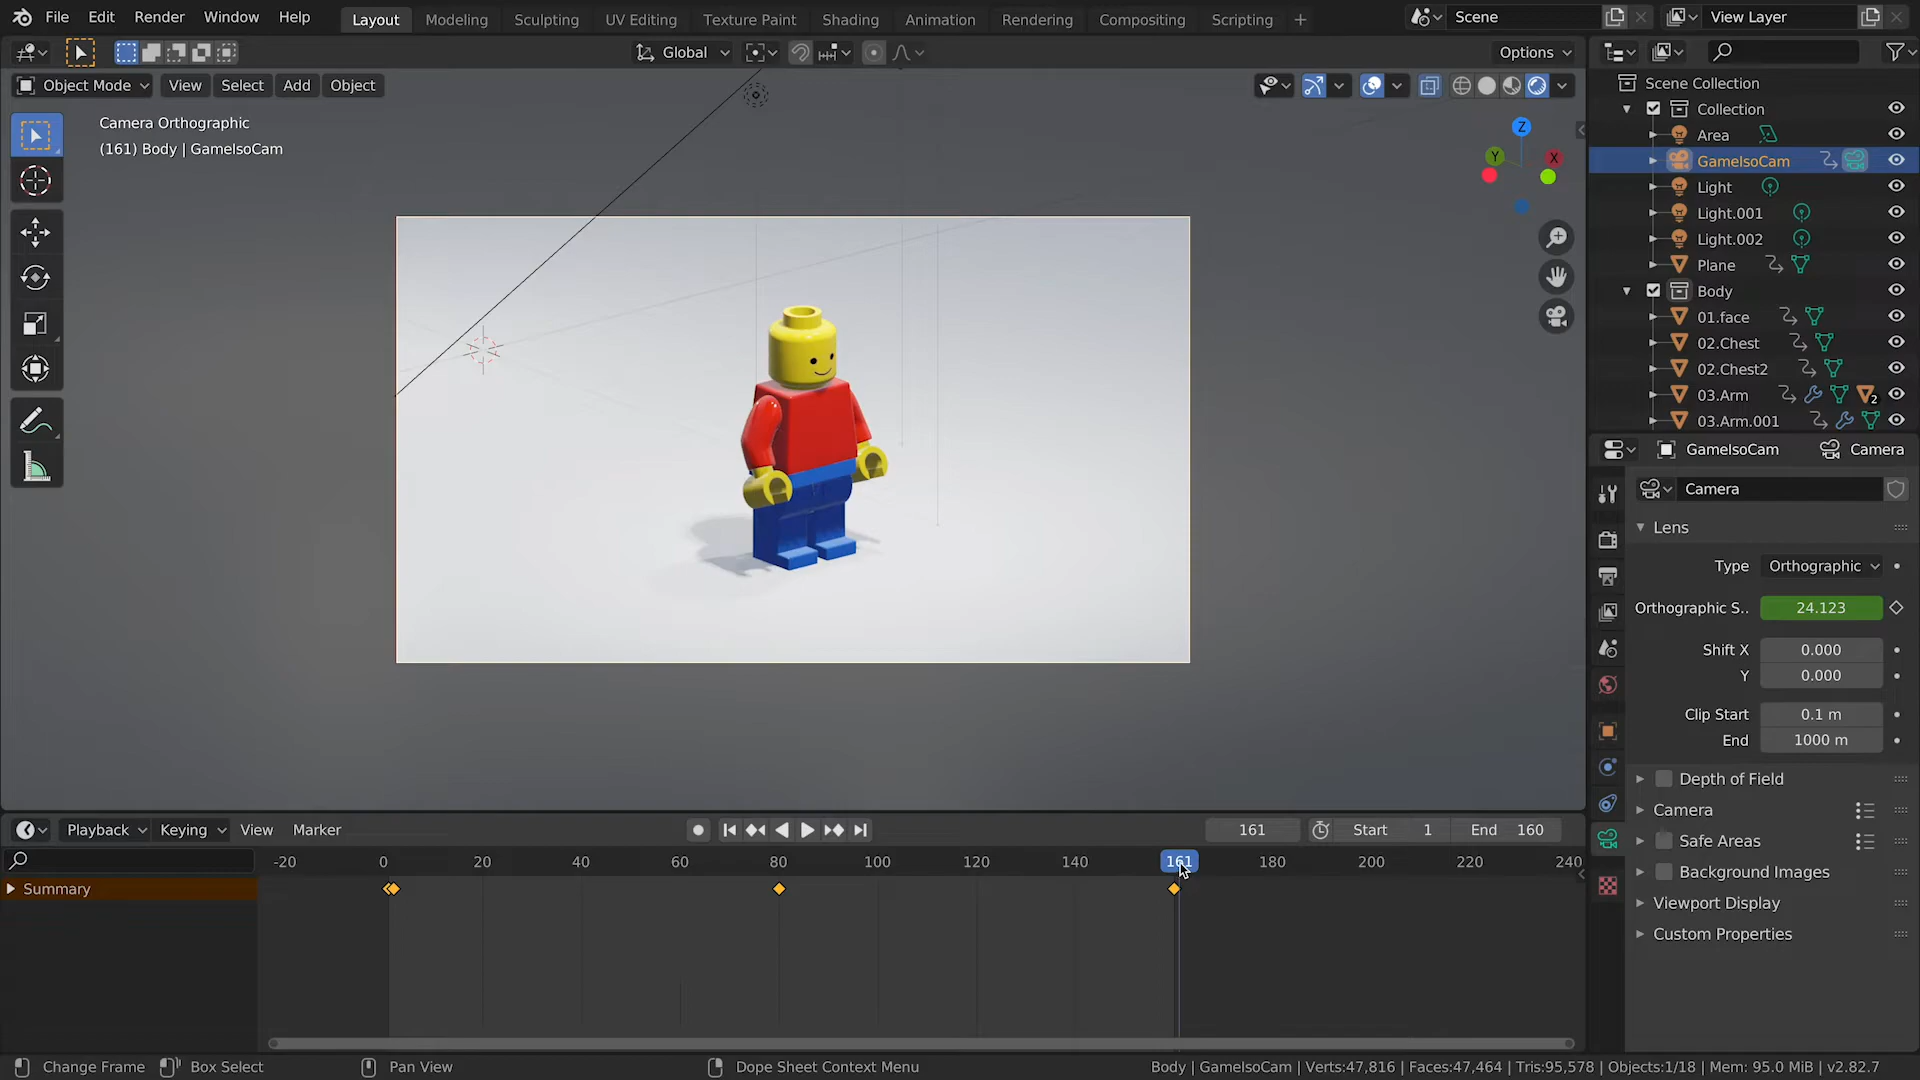 File Edit Render Window Help Layout Modeling Sculpting UV Editing Texture Paint Shading Animation Rendering Compositing Scripting + Scene View Layer
Global Options
Object Mode View Select Add Object
Camera Orthographic
(161) Body | GameIsoCam
Z
Y X
Scene Collection
Collection
Area
GameIsoCam
Light
Light.001
Light.002
Plane
Body
01.face
02.Chest
02.Chest2
03.Arm 2
03.Arm.001
GameIsoCam Camera
Camera
Lens
Type Orthographic
Orthographic S.. 24.123
Shift X 0.000
Y 0.000
Clip Start 0.1 m
End 1000 m
Depth of Field
Camera
Safe Areas
Background Images
Viewport Display
Custom Properties
Playback Keying View Marker 161 Start 1 End 160
-20 0 20 40 60 80 100 120 140 161 180 200 220 240
Summary
Change Frame Box Select Pan View Dope Sheet Context Menu Body | GameIsoCam | Verts:47,816 | Faces:47,464 | Tris:95,578 | Objects:1/18 | Mem: 95.0 MiB | v2.82.7